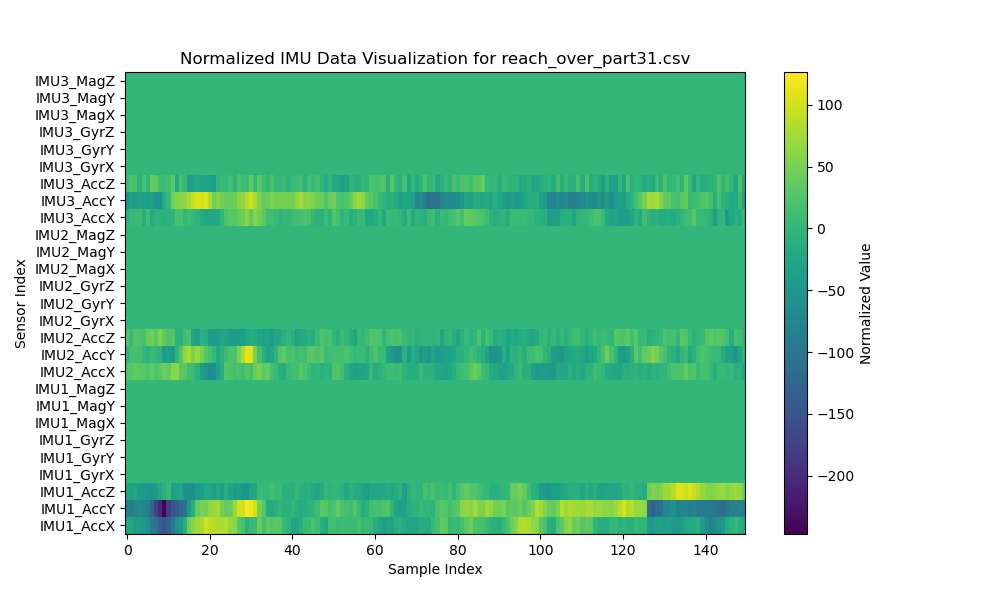 Normalized IMU Data Visualization for reach_over_part31.csv
IMU3_MagZ
IMU3_MagY
IMU3_MagX
IMU3_GyrZ
IMU3_GyrY
IMU3_GyrX
IMU3_AccZ
IMU3_AccY
IMU3_AccX
IMU2_MagZ
IMU2_MagY
IMU2_MagX
IMU2_GyrZ
IMU2_GyrY
IMU2_GyrX
IMU2_AccZ
IMU2_AccY
IMU2_AccX
IMU1_MagZ
IMU1_MagY
IMU1_MagX
IMU1_GyrZ
IMU1_GyrY
IMU1_GyrX
IMU1_AccZ
IMU1_AccY
IMU1_AccX
Sensor Index
0 20 40 60 80 100 120 140
Sample Index
100
50
0
−50
−100
−150
−200
Normalized Value